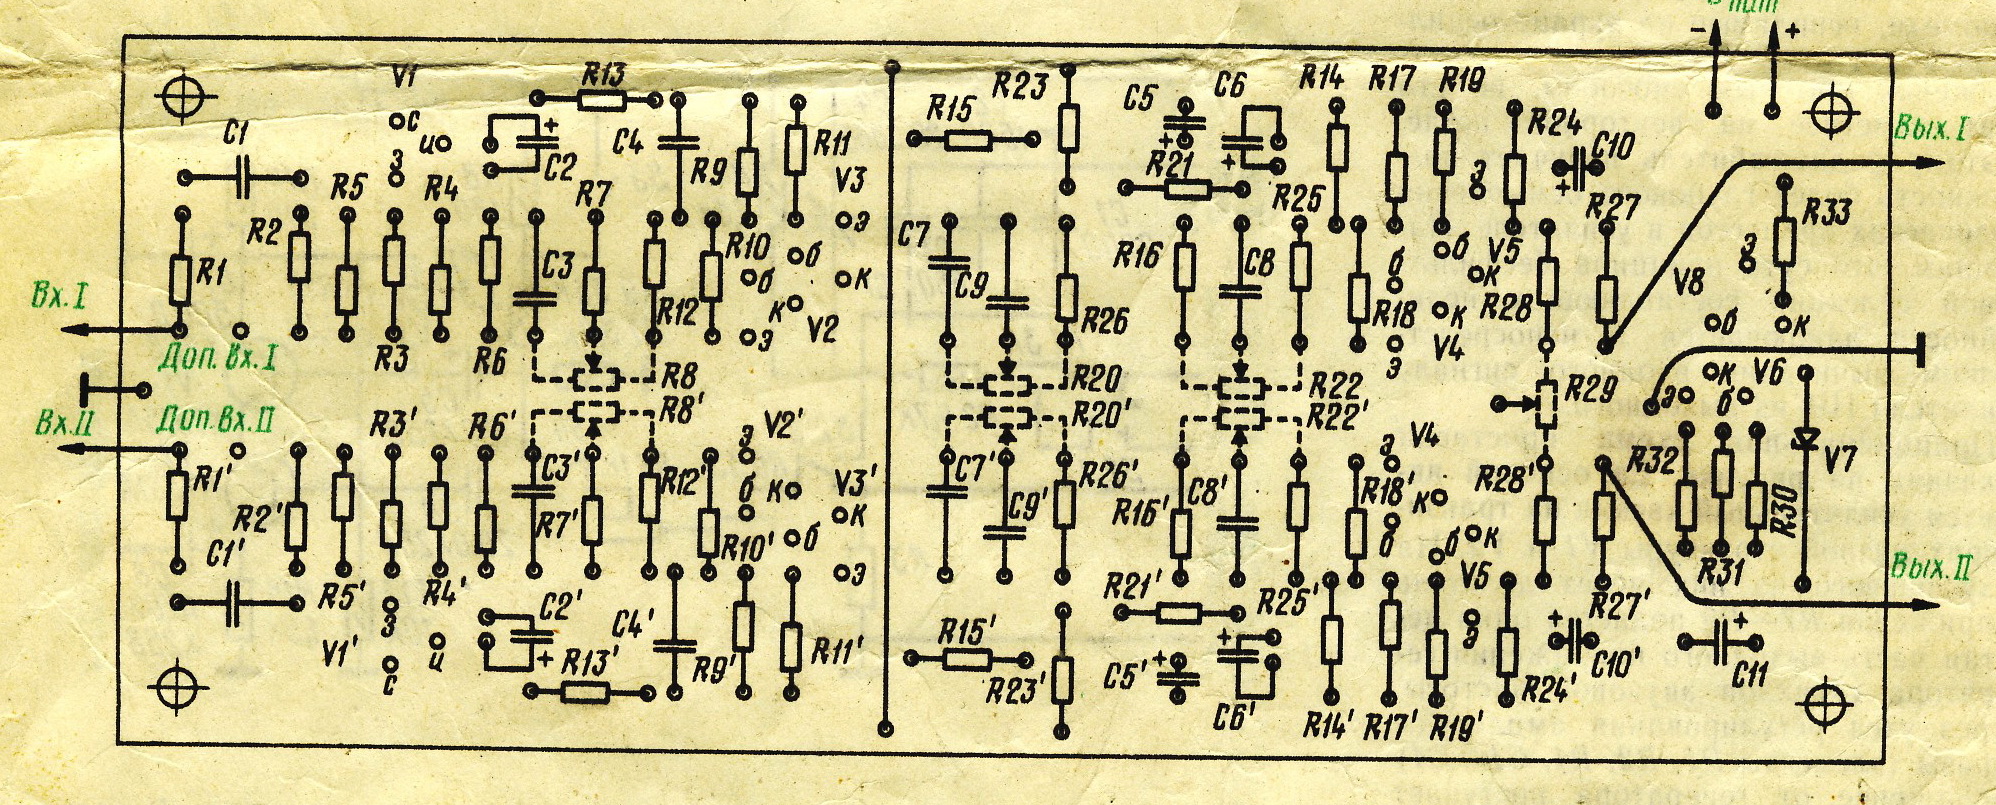 Uпит
- +
V1 R13 R23 C5 C6 R14 R17 R19
C1 с и + C4 R11 R15 + + R24 C10 Вых.I
з C2 R9 V3 R21 з +
R5 R4 R7 R25 R27 R33
R2 R10 э C7 R16 C8 б б V5 з
R1 C3 б б к C9 к R28 V8
Вх.I R12 к V2 R26 R18 к б к
Доп. Вх.I R3 R6 э э V4
R8 R20 R22 к V6
R8' R20' R22' R29 э б
Вх.II Доп.Вх.II R3' R6' э V2' э V4
R1' C3' R12' б к V3' C7' R26' C8' R18' к R28' R32 V7
R2' R7' к C9' R16' R30
C1' R10' б б б к R31
R5' R4' э R21' R25' V5 R27' Вых.II
з C2' C4' э + +
V1' и + R13' R9' R11' R15' C5' + + C10' C11
с R23' R24'
C6' R14' R17' R19'